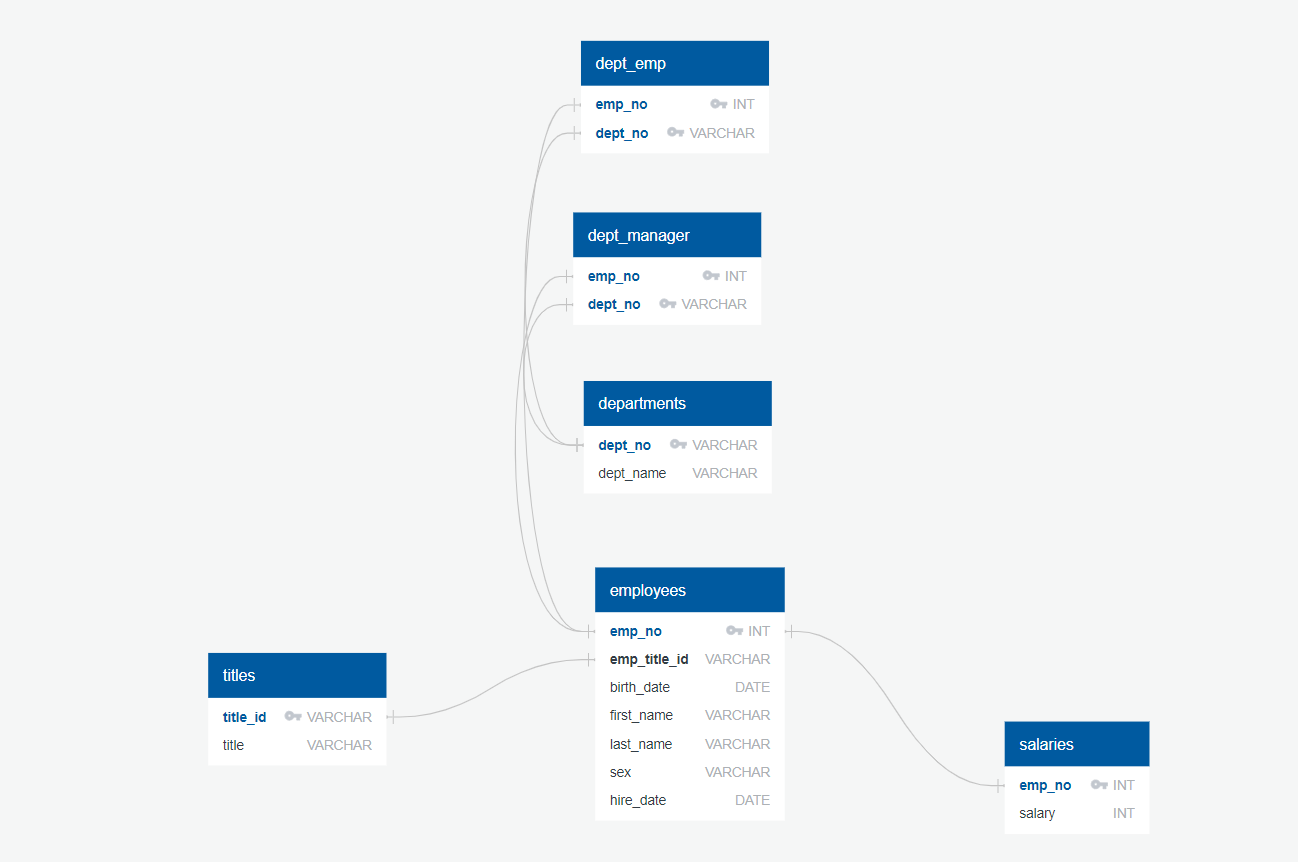 dept_emp
emp_no INT
dept_no VARCHAR
dept_manager
emp_no INT
dept_no VARCHAR
departments
dept_no VARCHAR
dept_name VARCHAR
employees
emp_no INT
emp_title_id VARCHAR
birth_date DATE
first_name VARCHAR
last_name VARCHAR
sex VARCHAR
hire_date DATE
titles
title_id VARCHAR
title VARCHAR
salaries
emp_no INT
salary INT